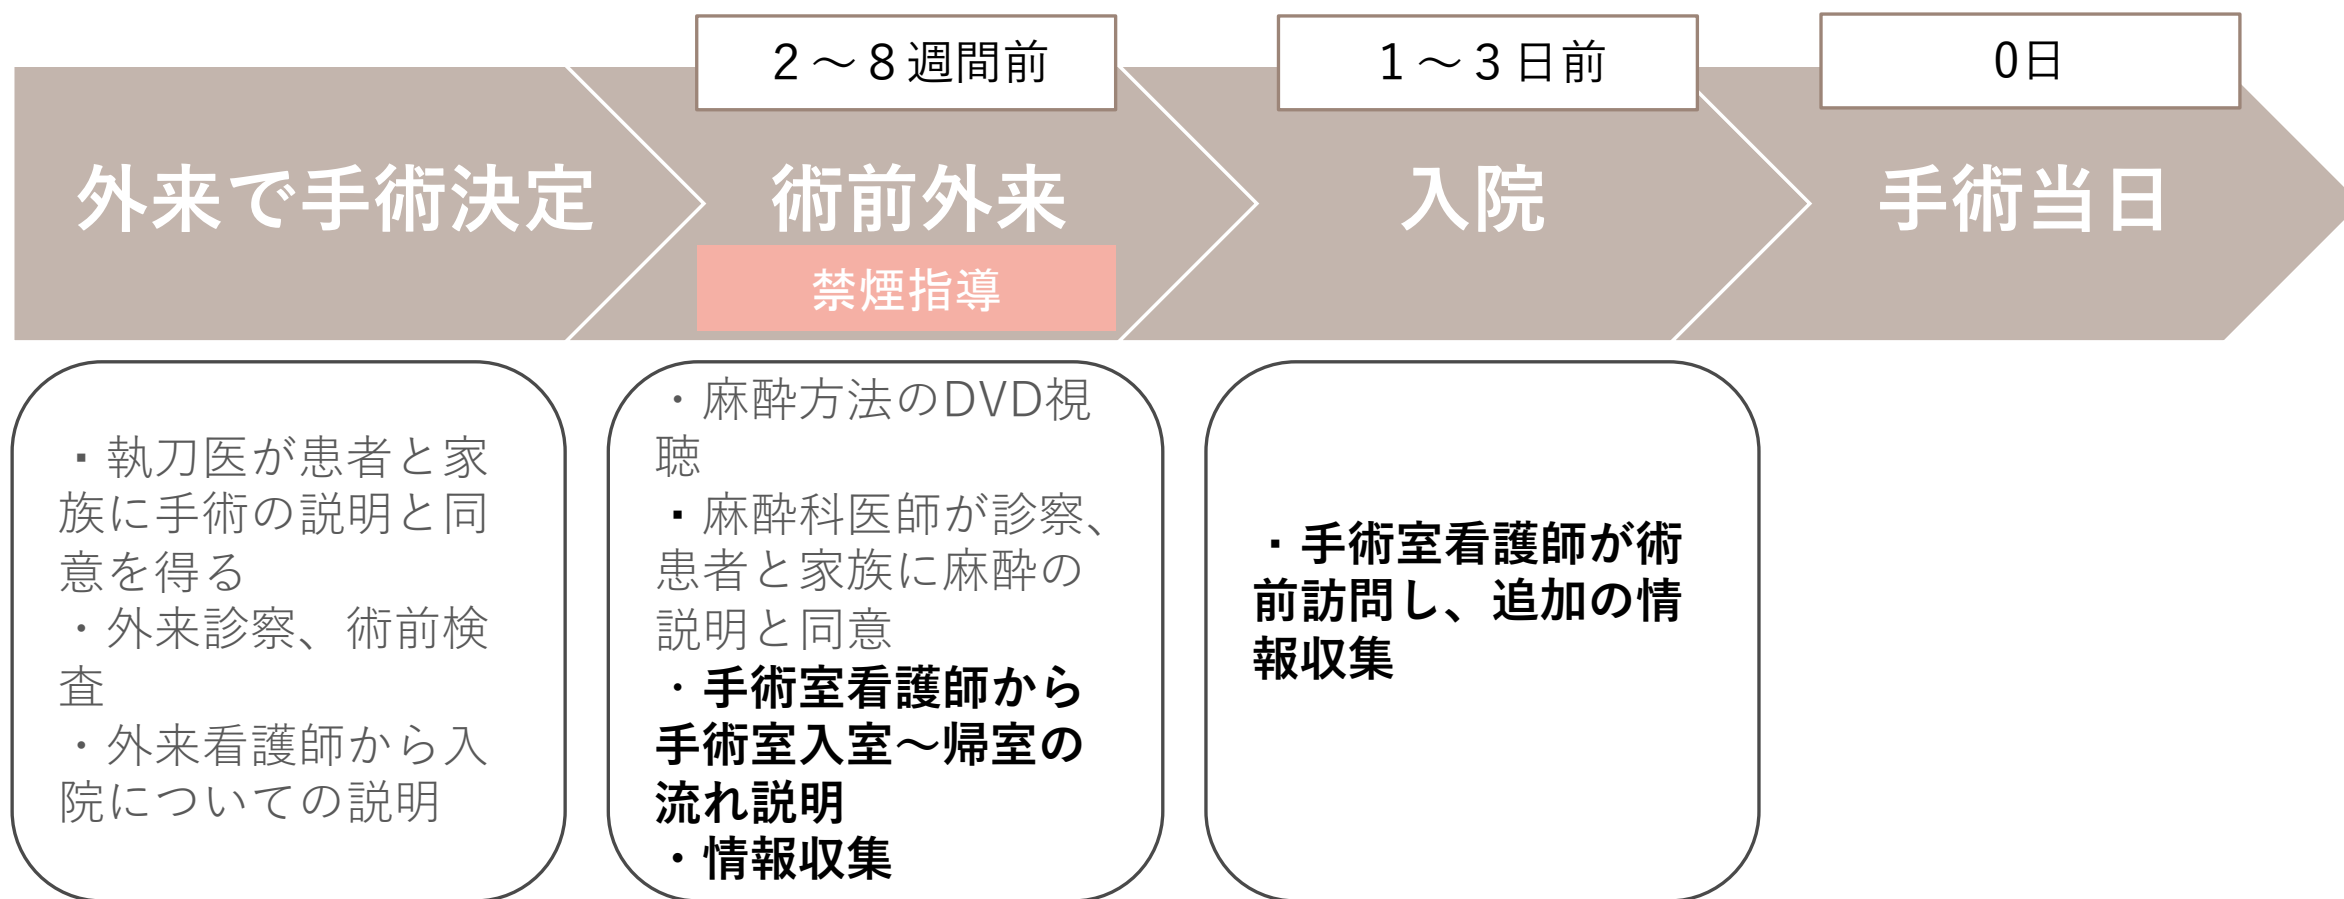 2～8週間前
1～3日前
0日
外来で手術決定
術前外来
入院
手術当日
禁煙指導
・執刀医が患者と家
族に手術の説明と同
意を得る
・外来診察、術前検
査
・外来看護師から入
院についての説明
・麻酔方法のDVD視
聴
・麻酔科医師が診察、
患者と家族に麻酔の
説明と同意
・手術室看護師から
手術室入室～帰室の
流れ説明
・情報収集
・手術室看護師が術
前訪問し、追加の情
報収集